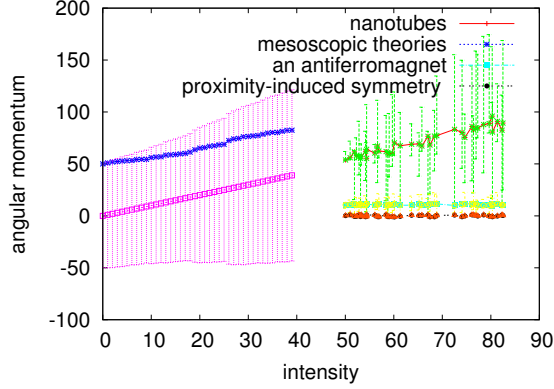 nanotubes
mesoscopic theories
an antiferromagnet
proximity-induced symmetry
200
150
100
50
0
-50
-100
angular momentum
0 10 20 30 40 50 60 70 80 90
intensity